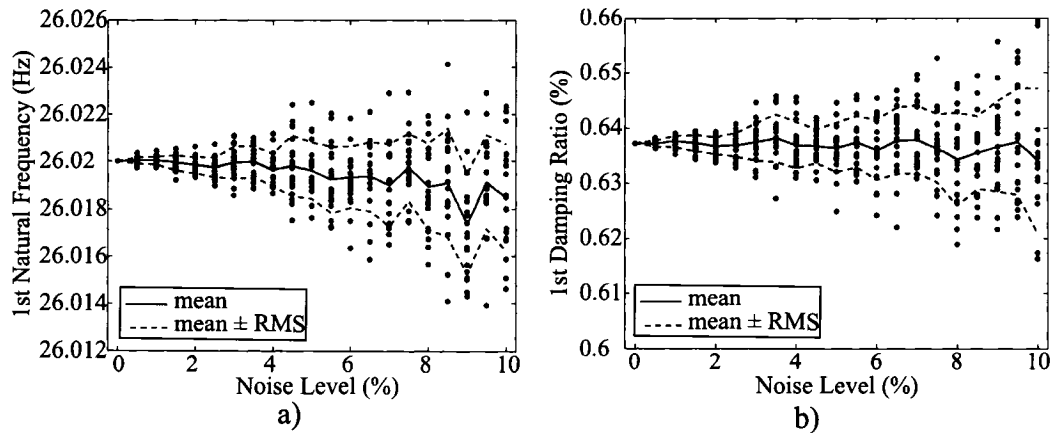 1st Natural Frequency (Hz)
26.026
26.024
26.022
26.02
26.018
26.016
26.014
26.012
mean
mean ± RMS
0 2 4 6 8 10
Noise Level (%)
a)
1st Damping Ratio (%)
0.66
0.65
0.64
0.63
0.62
0.61
0.6
mean
mean ± RMS
0 2 4 6 8 10
Noise Level (%)
b)